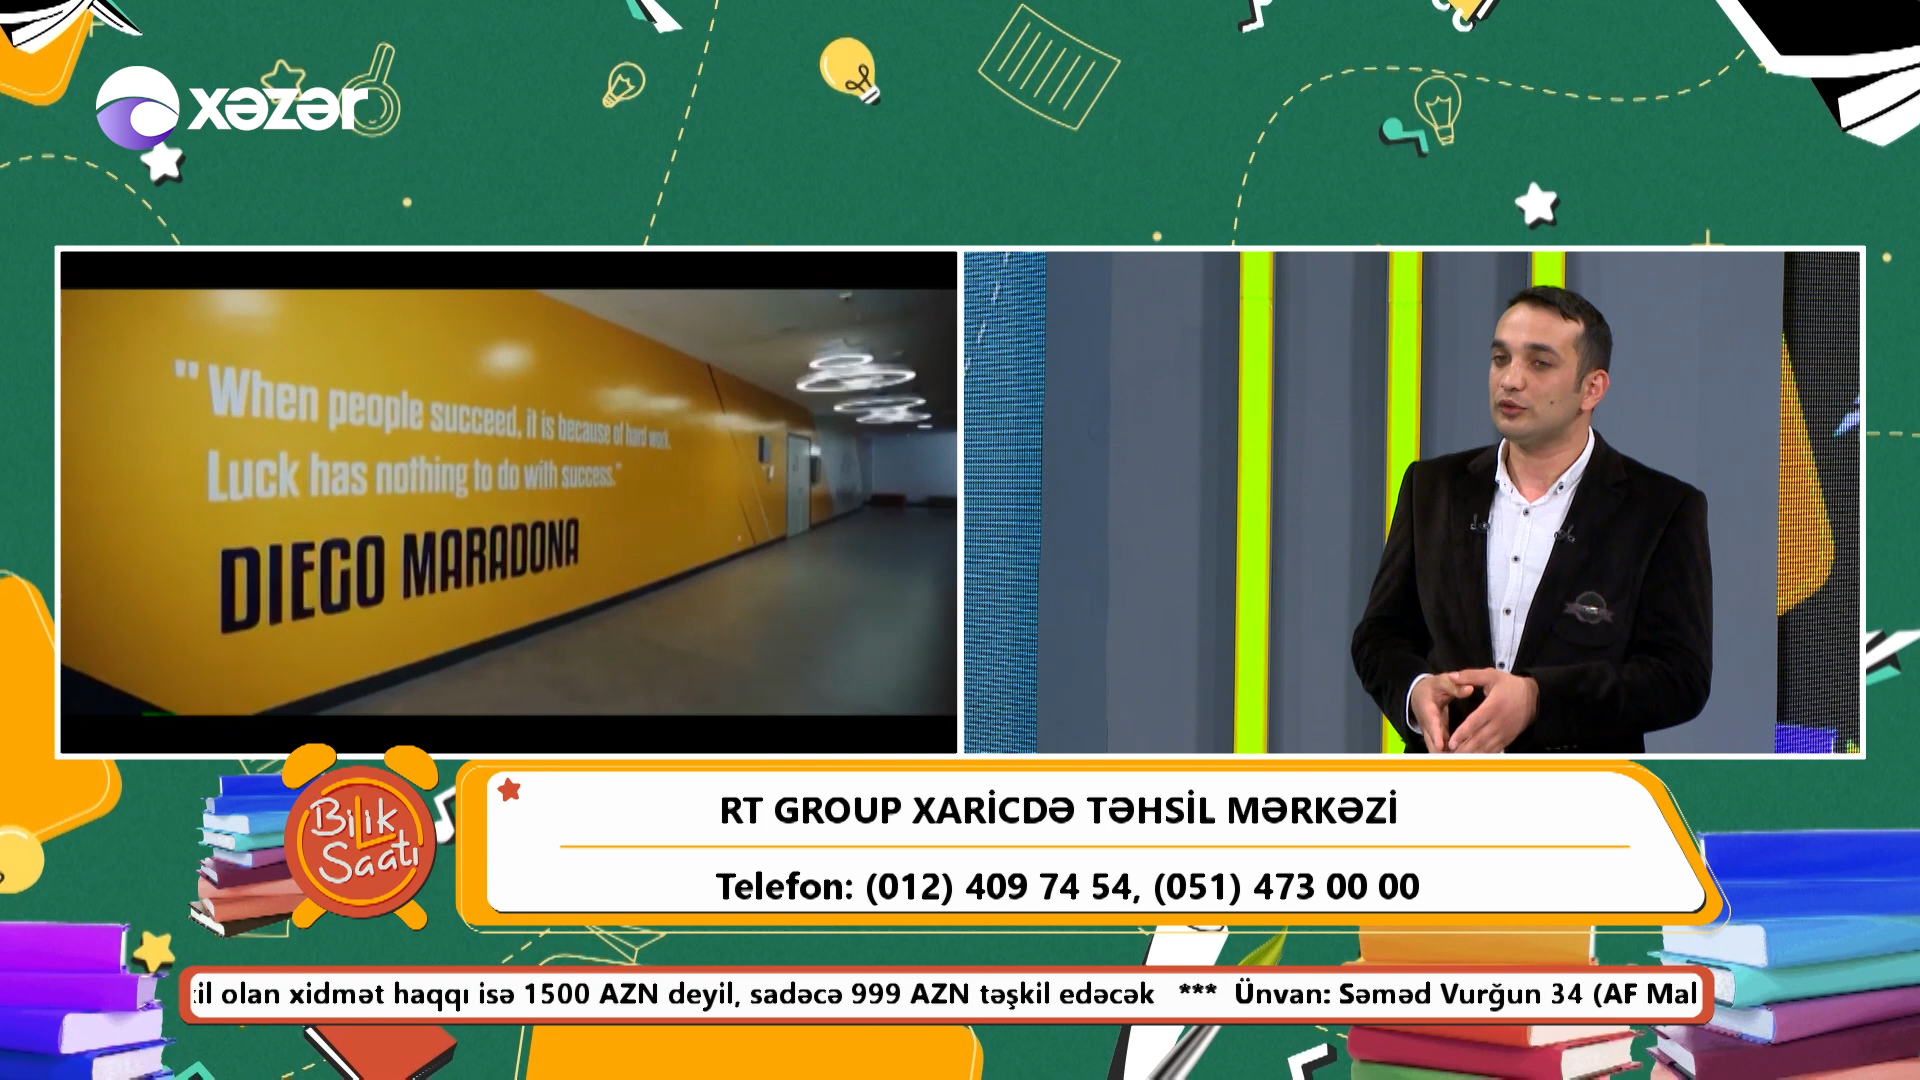 xəzər
" When people succeed, it is because of hard work.
Luck has nothing to do with success."
DIEGO MARADONA
Bilik
Saatı
RT GROUP XARİCDƏ TƏHSİL MƏRKƏZİ
Telefon: (012) 409 74 54, (051) 473 00 00
olan xidmət haqqı isə 1500 AZN deyil, sadəcə 999 AZN təşkil edəcək *** Ünvan: Səməd Vurğun 34 (AF Mal